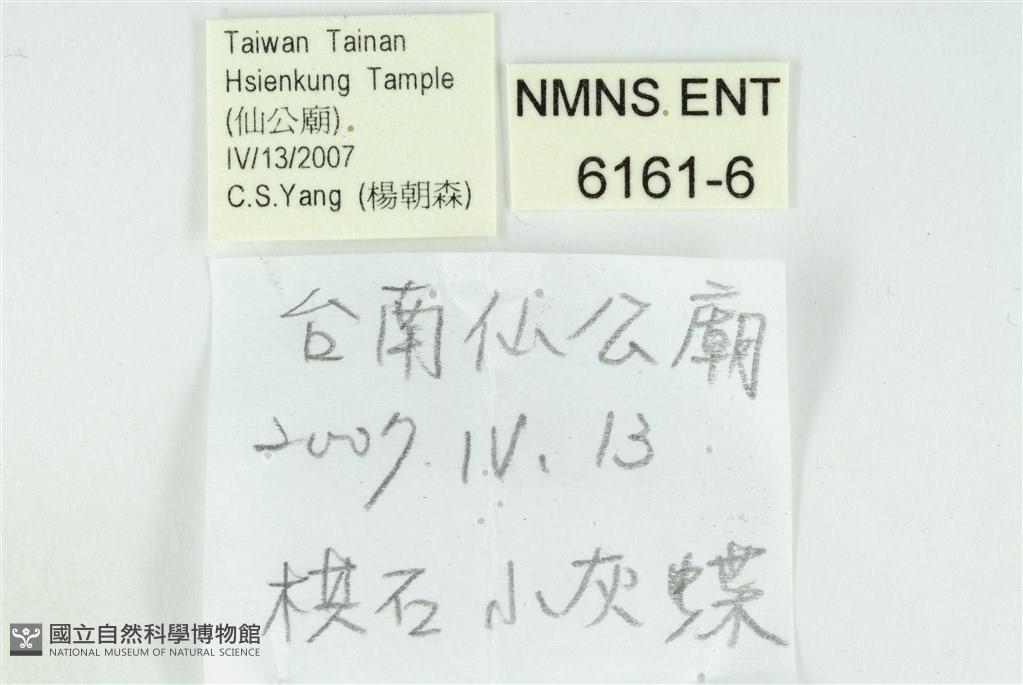 Taiwan Tainan
Hsienkung Tample
(仙公廟).
IV/13/2007
C.S.Yang (楊朝森)
NMNS ENT
6161-6
台南仙公廟
2007. IV. 13
棋石小灰蝶
國立自然科學博物館
NATIONAL MUSEUM OF NATURAL SCIENCE